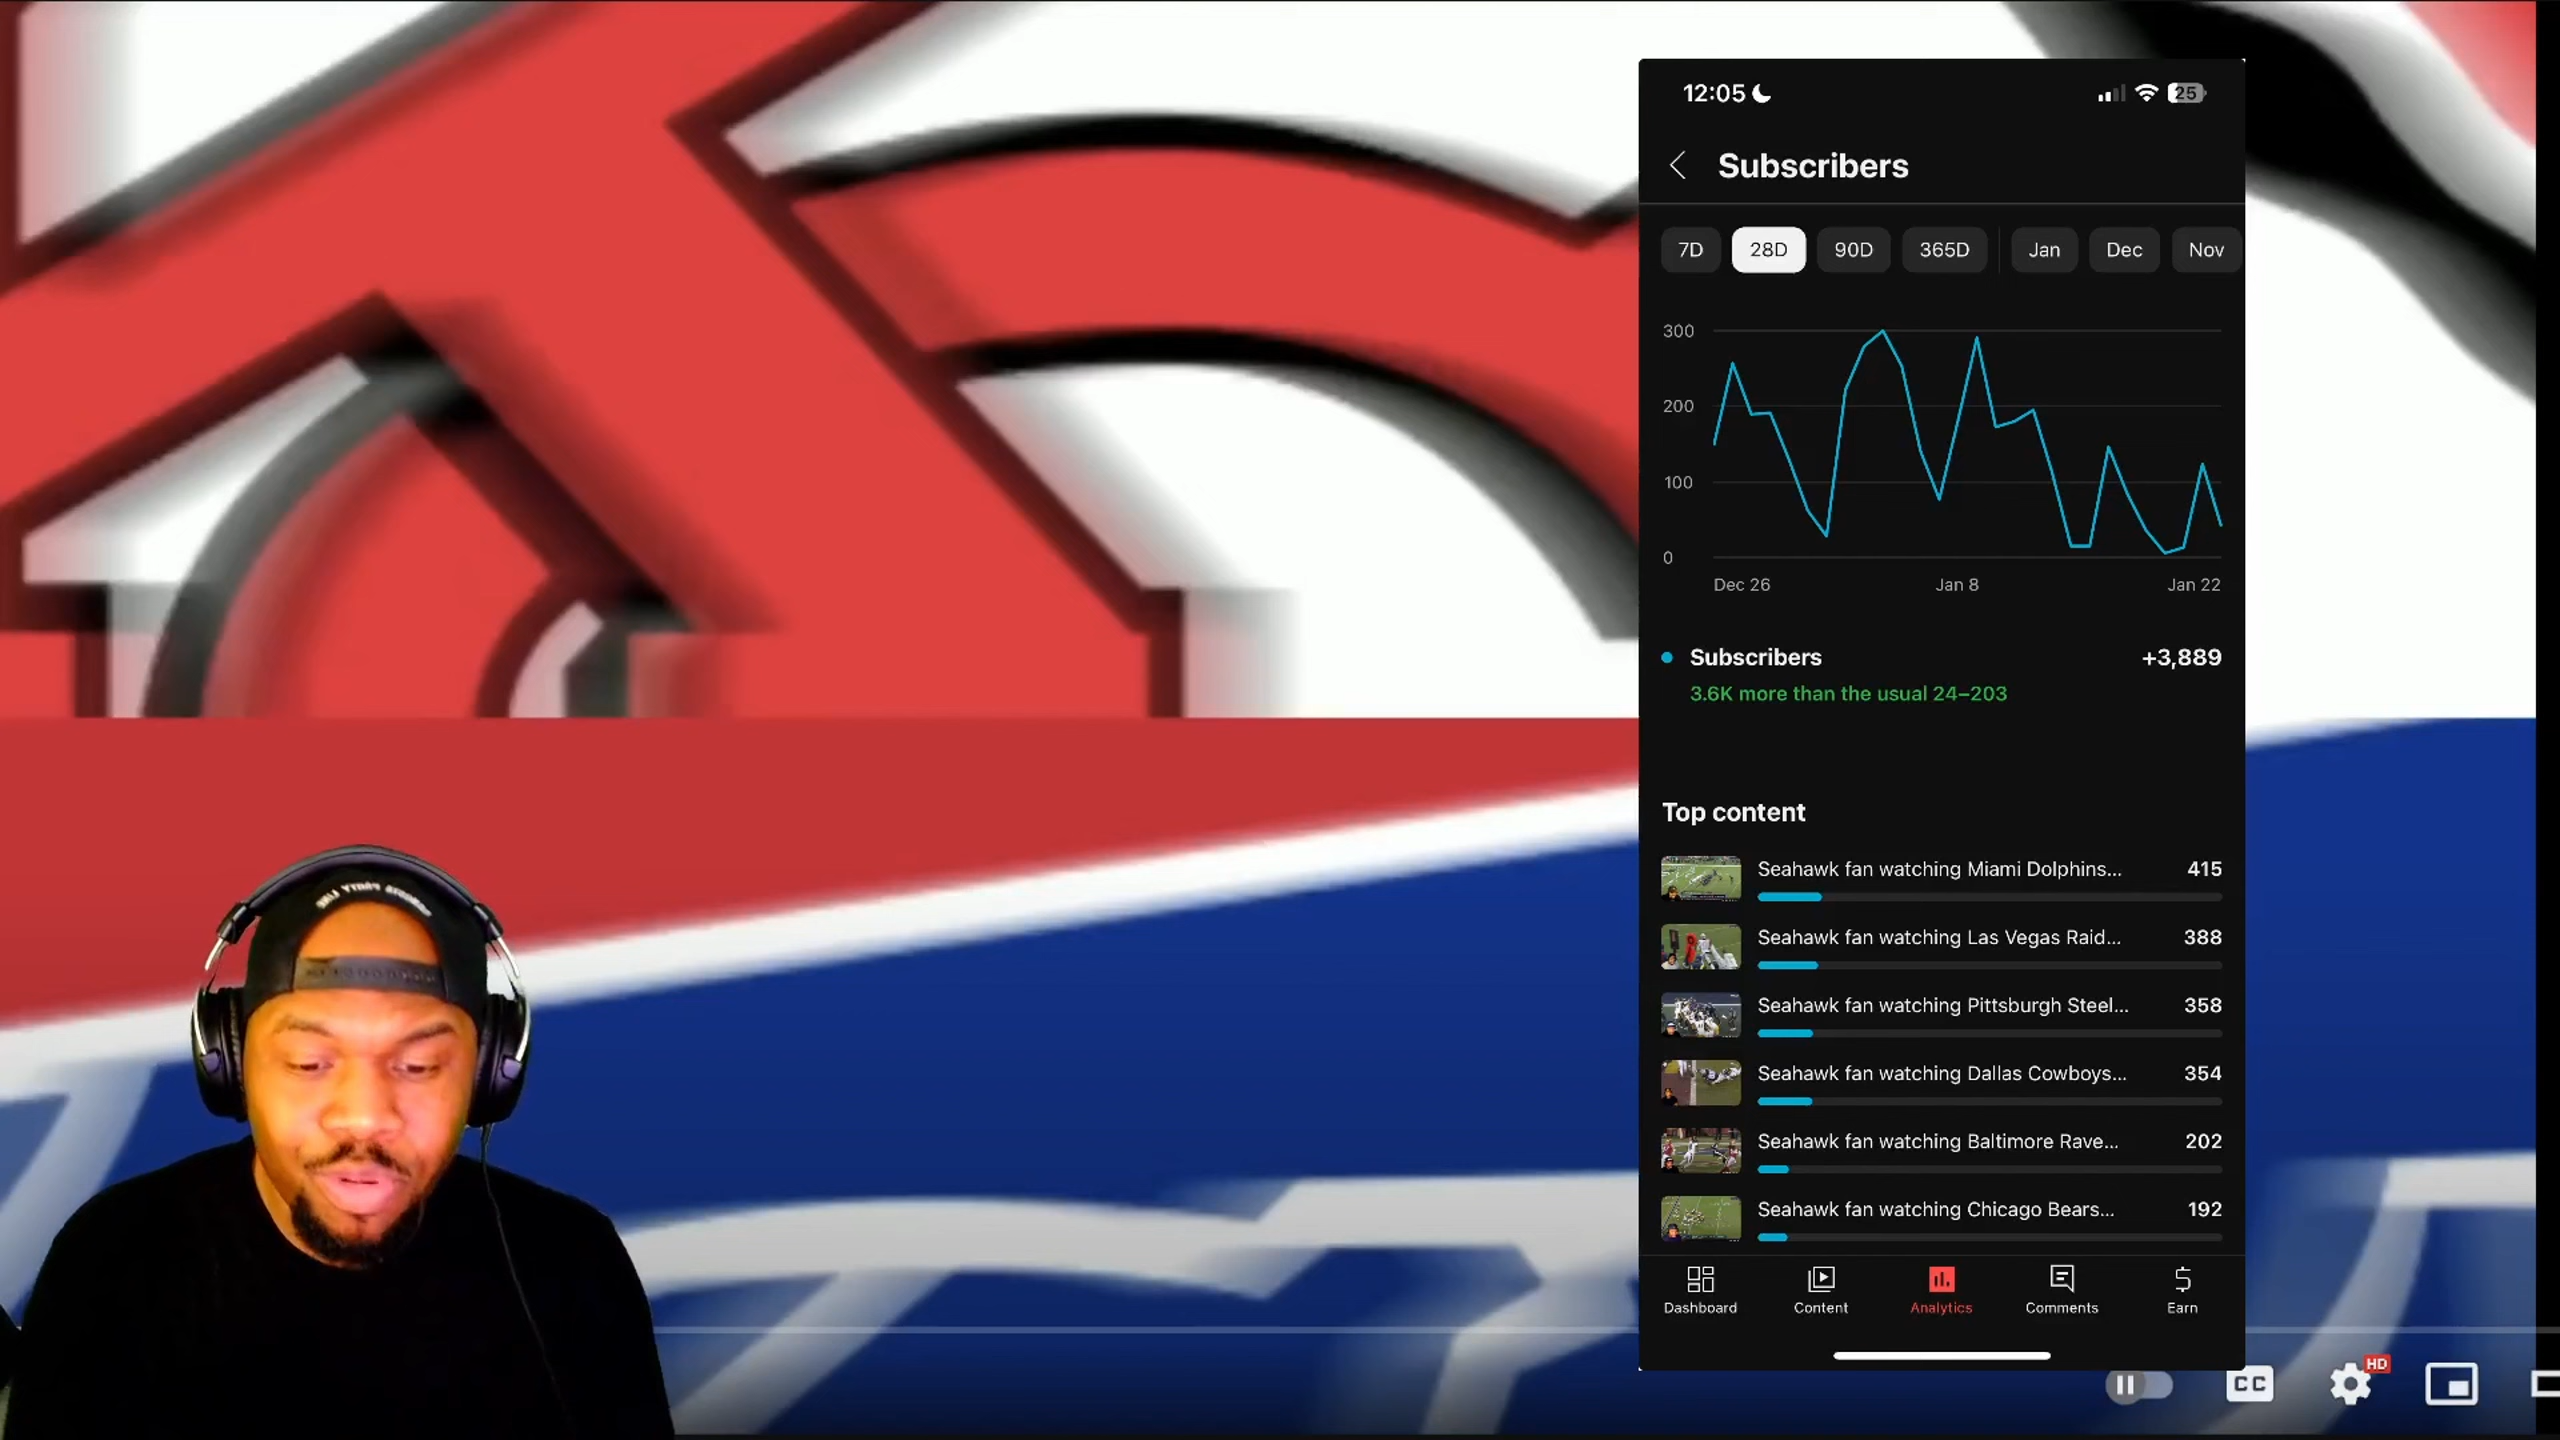 12:05
25
Subscribers
7D 28D 90D 365D Jan Dec Nov
300
200
100
0
Dec 26 Jan 8 Jan 22
Subscribers +3,889
3.6K more than the usual 24–203
Top content
Seahawk fan watching Miami Dolphins... 415
Seahawk fan watching Las Vegas Raid... 388
Seahawk fan watching Pittsburgh Steel... 358
Seahawk fan watching Dallas Cowboys... 354
Seahawk fan watching Baltimore Rave... 202
Seahawk fan watching Chicago Bears... 192
Dashboard Content Analytics Comments Earn
CC HD